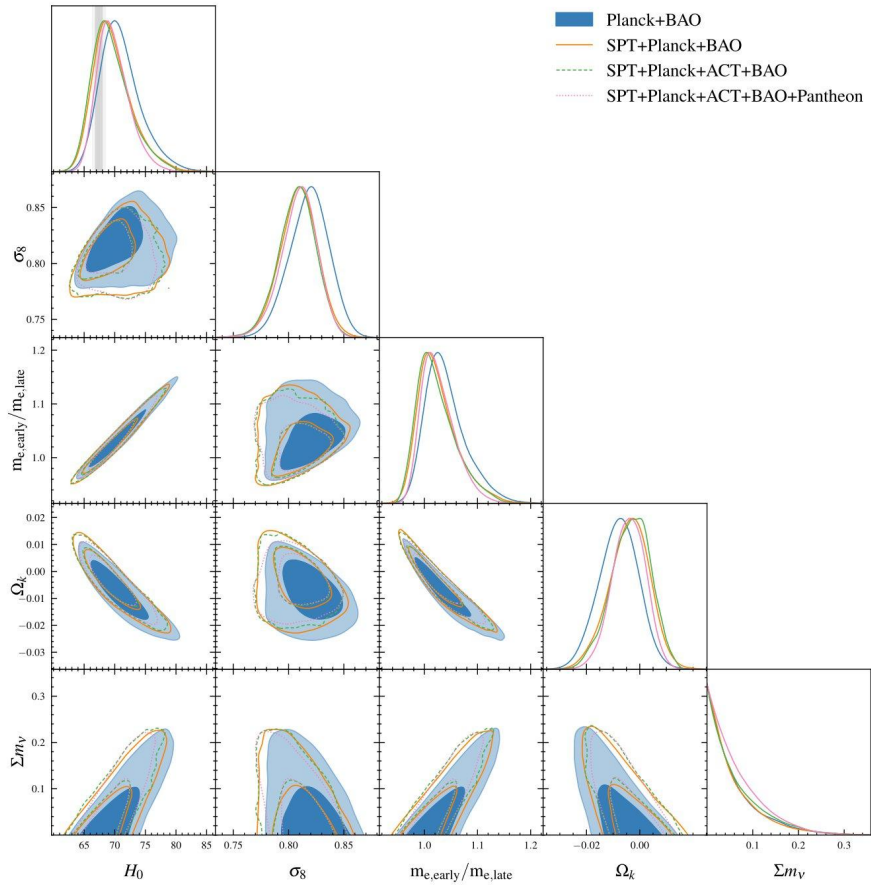 Planck+BAO
SPT+Planck+BAO
SPT+Planck+ACT+BAO
SPT+Planck+ACT+BAO+Pantheon
0.85
0.80
0.75
σ₈
1.2
1.1
1.0
m_{e,early}/m_{e,late}
0.02
0.01
0.00
−0.01
−0.02
−0.03
Ω_k
0.3
0.2
0.1
Σm_ν
65 70 75 80 85
0.75 0.80 0.85
1.0 1.1 1.2
−0.02 0.00
0.1 0.2 0.3
H₀
σ₈
m_{e,early}/m_{e,late}
Ω_k
Σm_ν